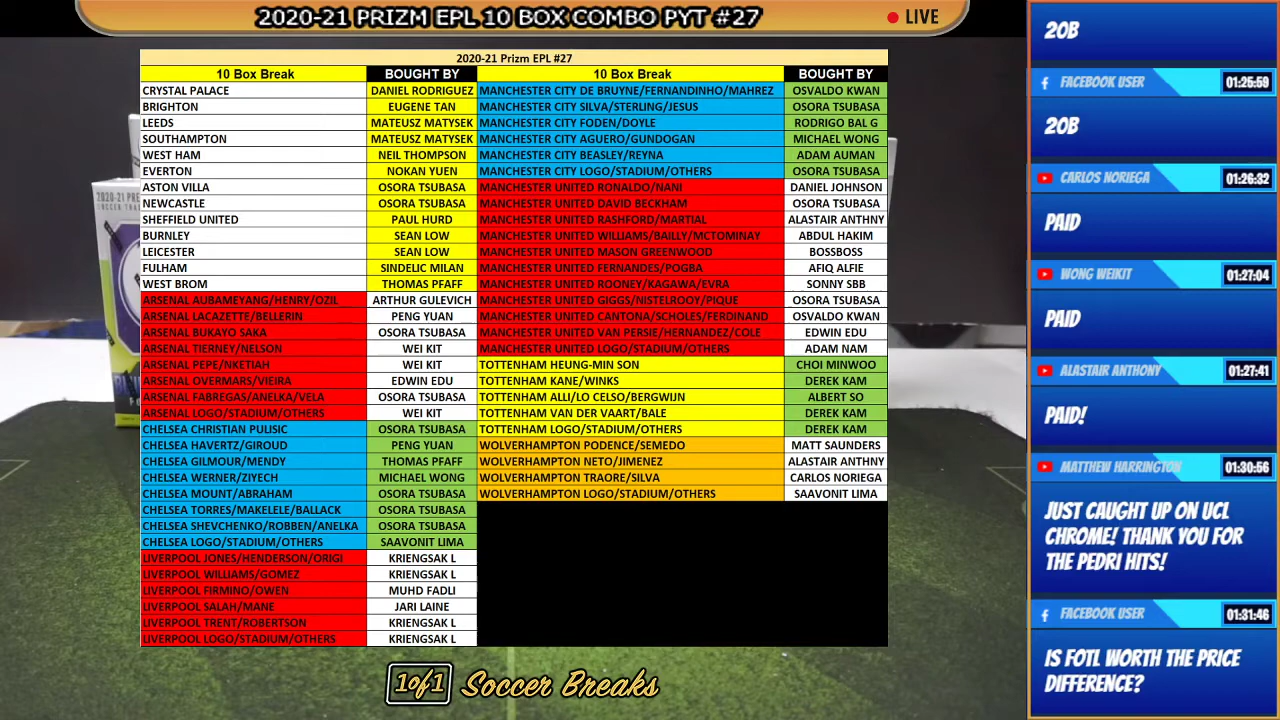 2020-21 PRIZM EPL 10 BOX COMBO PYT #27
LIVE
2020-21 Prizm EPL #27
10 Box Break BOUGHT BY 10 Box Break BOUGHT BY
CRYSTAL PALACE DANIEL RODRIGUEZ MANCHESTER CITY DE BRUYNE/FERNANDINHO/MAHREZ OSVALDO KWAN
BRIGHTON EUGENE TAN MANCHESTER CITY SILVA/STERLING/JESUS OSORA TSUBASA
LEEDS MATEUSZ MATYSEK MANCHESTER CITY FODEN/DOYLE RODRIGO BAL G
SOUTHAMPTON MATEUSZ MATYSEK MANCHESTER CITY AGUERO/GUNDOGAN MICHAEL WONG
WEST HAM NEIL THOMPSON MANCHESTER CITY BEASLEY/REYNA ADAM AUMAN
EVERTON NOKAN YUEN MANCHESTER CITY LOGO/STADIUM/OTHERS OSORA TSUBASA
ASTON VILLA OSORA TSUBASA MANCHESTER UNITED RONALDO/NANI DANIEL JOHNSON
NEWCASTLE OSORA TSUBASA MANCHESTER UNITED DAVID BECKHAM OSORA TSUBASA
SHEFFIELD UNITED PAUL HURD MANCHESTER UNITED RASHFORD/MARTIAL ALASTAIR ANTHNY
BURNLEY SEAN LOW MANCHESTER UNITED WILLIAMS/BAILLY/MCTOMINAY ABDUL HAKIM
LEICESTER SEAN LOW MANCHESTER UNITED MASON GREENWOOD BOSSBOSS
FULHAM SINDELIC MILAN MANCHESTER UNITED FERNANDES/POGBA AFIQ ALFIE
WEST BROM THOMAS PFAFF MANCHESTER UNITED ROONEY/KAGAWA/EVRA SONNY SBB
ARSENAL AUBAMEYANG/HENRY/OZIL ARTHUR GULEVICH MANCHESTER UNITED GIGGS/NISTELROOY/PIQUE OSORA TSUBASA
ARSENAL LACAZETTE/BELLERIN PENG YUAN MANCHESTER UNITED CANTONA/SCHOLES/FERDINAND OSVALDO KWAN
ARSENAL BUKAYO SAKA OSORA TSUBASA MANCHESTER UNITED VAN PERSIE/HERNANDEZ/COLE EDWIN EDU
ARSENAL TIERNEY/NELSON WEI KIT MANCHESTER UNITED LOGO/STADIUM/OTHERS ADAM NAM
ARSENAL PEPE/NKETIAH WEI KIT TOTTENHAM HEUNG-MIN SON CHOI MINWOO
ARSENAL OVERMARS/VIEIRA EDWIN EDU TOTTENHAM KANE/WINKS DEREK KAM
ARSENAL FABREGAS/ANELKA/VELA OSORA TSUBASA TOTTENHAM ALLI/LO CELSO/BERGWIJN ALBERT SO
ARSENAL LOGO/STADIUM/OTHERS WEI KIT TOTTENHAM VAN DER VAART/BALE DEREK KAM
CHELSEA CHRISTIAN PULISIC OSORA TSUBASA TOTTENHAM LOGO/STADIUM/OTHERS DEREK KAM
CHELSEA HAVERTZ/GIROUD PENG YUAN WOLVERHAMPTON PODENCE/SEMEDO MATT SAUNDERS
CHELSEA GILMOUR/MENDY THOMAS PFAFF WOLVERHAMPTON NETO/JIMENEZ ALASTAIR ANTHNY
CHELSEA WERNER/ZIYECH MICHAEL WONG WOLVERHAMPTON TRAORE/SILVA CARLOS NORIEGA
CHELSEA MOUNT/ABRAHAM OSORA TSUBASA WOLVERHAMPTON LOGO/STADIUM/OTHERS SAAVONIT LIMA
CHELSEA TORRES/MAKELELE/BALLACK OSORA TSUBASA
CHELSEA SHEVCHENKO/ROBBEN/ANELKA OSORA TSUBASA
CHELSEA LOGO/STADIUM/OTHERS SAAVONIT LIMA
LIVERPOOL JONES/HENDERSON/ORIGI KRIENGSAK L
LIVERPOOL WILLIAMS/GOMEZ KRIENGSAK L
LIVERPOOL FIRMINO/OWEN MUHD FADLI
LIVERPOOL SALAH/MANE JARI LAINE
LIVERPOOL TRENT/ROBERTSON KRIENGSAK L
LIVERPOOL LOGO/STADIUM/OTHERS KRIENGSAK L
1of1 Soccer Breaks
20B
FACEBOOK USER 01:25:59
20B
CARLOS NORIEGA 01:26:32
PAID
WONG WEIKIT 01:27:04
PAID
ALASTAIR ANTHONY 01:27:41
PAID!
MATTHEW HARRINGTON 01:30:56
JUST CAUGHT UP ON UCL
CHROME! THANK YOU FOR
THE PEDRI HITS!
FACEBOOK USER 01:31:46
IS FOTL WORTH THE PRICE
DIFFERENCE?